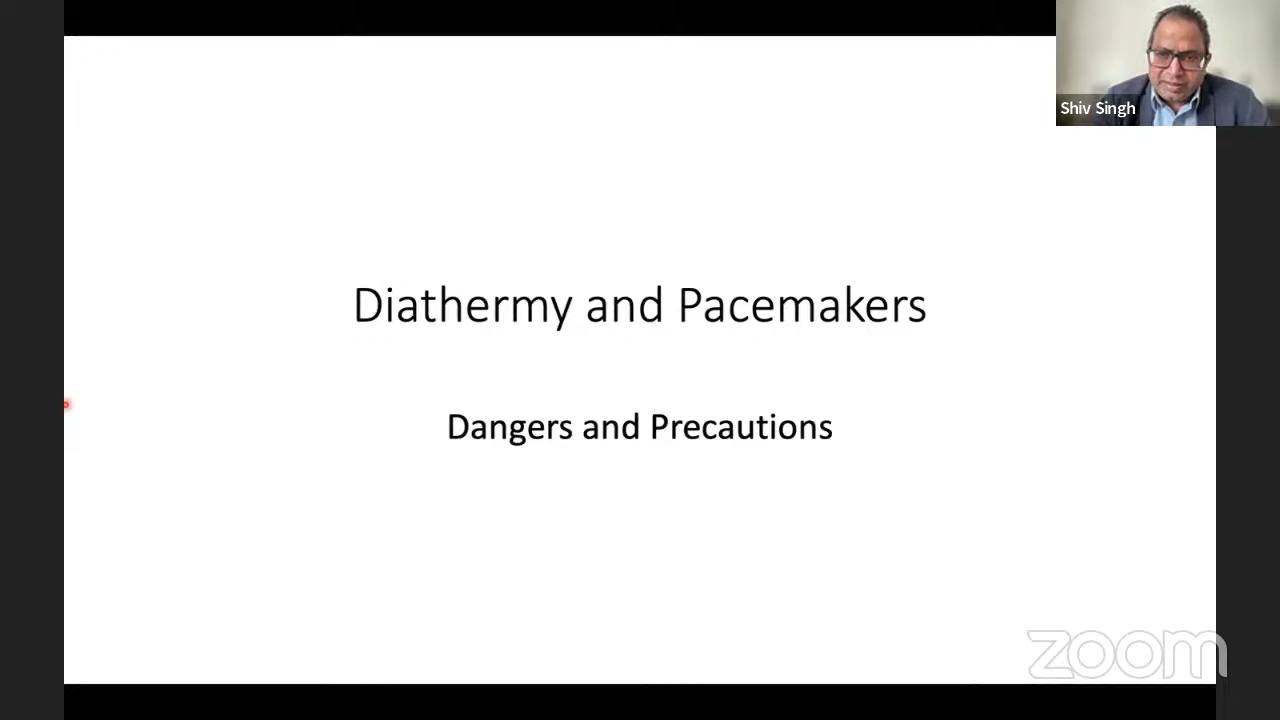 Shiv Singh
Diathermy and Pacemakers
Dangers and Precautions
zoom